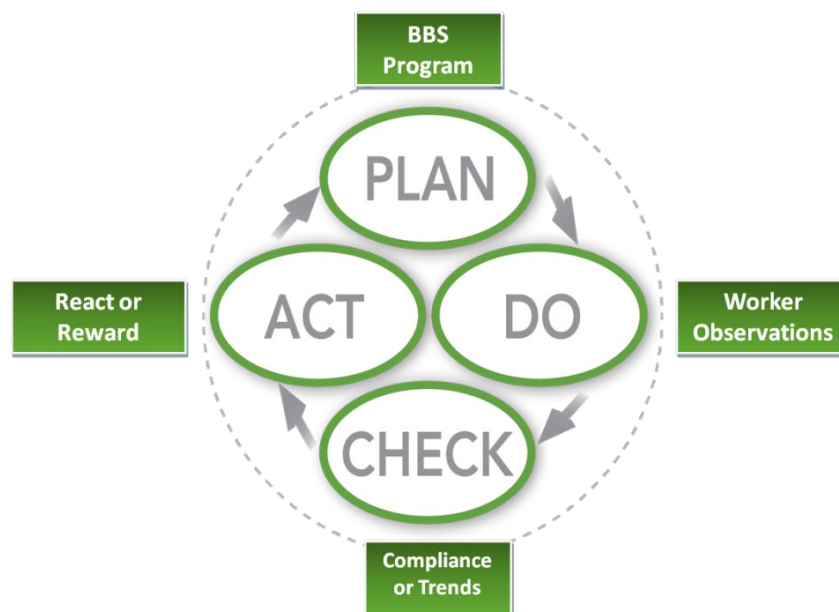 BBS
Program
PLAN
React or
Reward
ACT
DO
Worker
Observations
CHECK
Compliance
or Trends